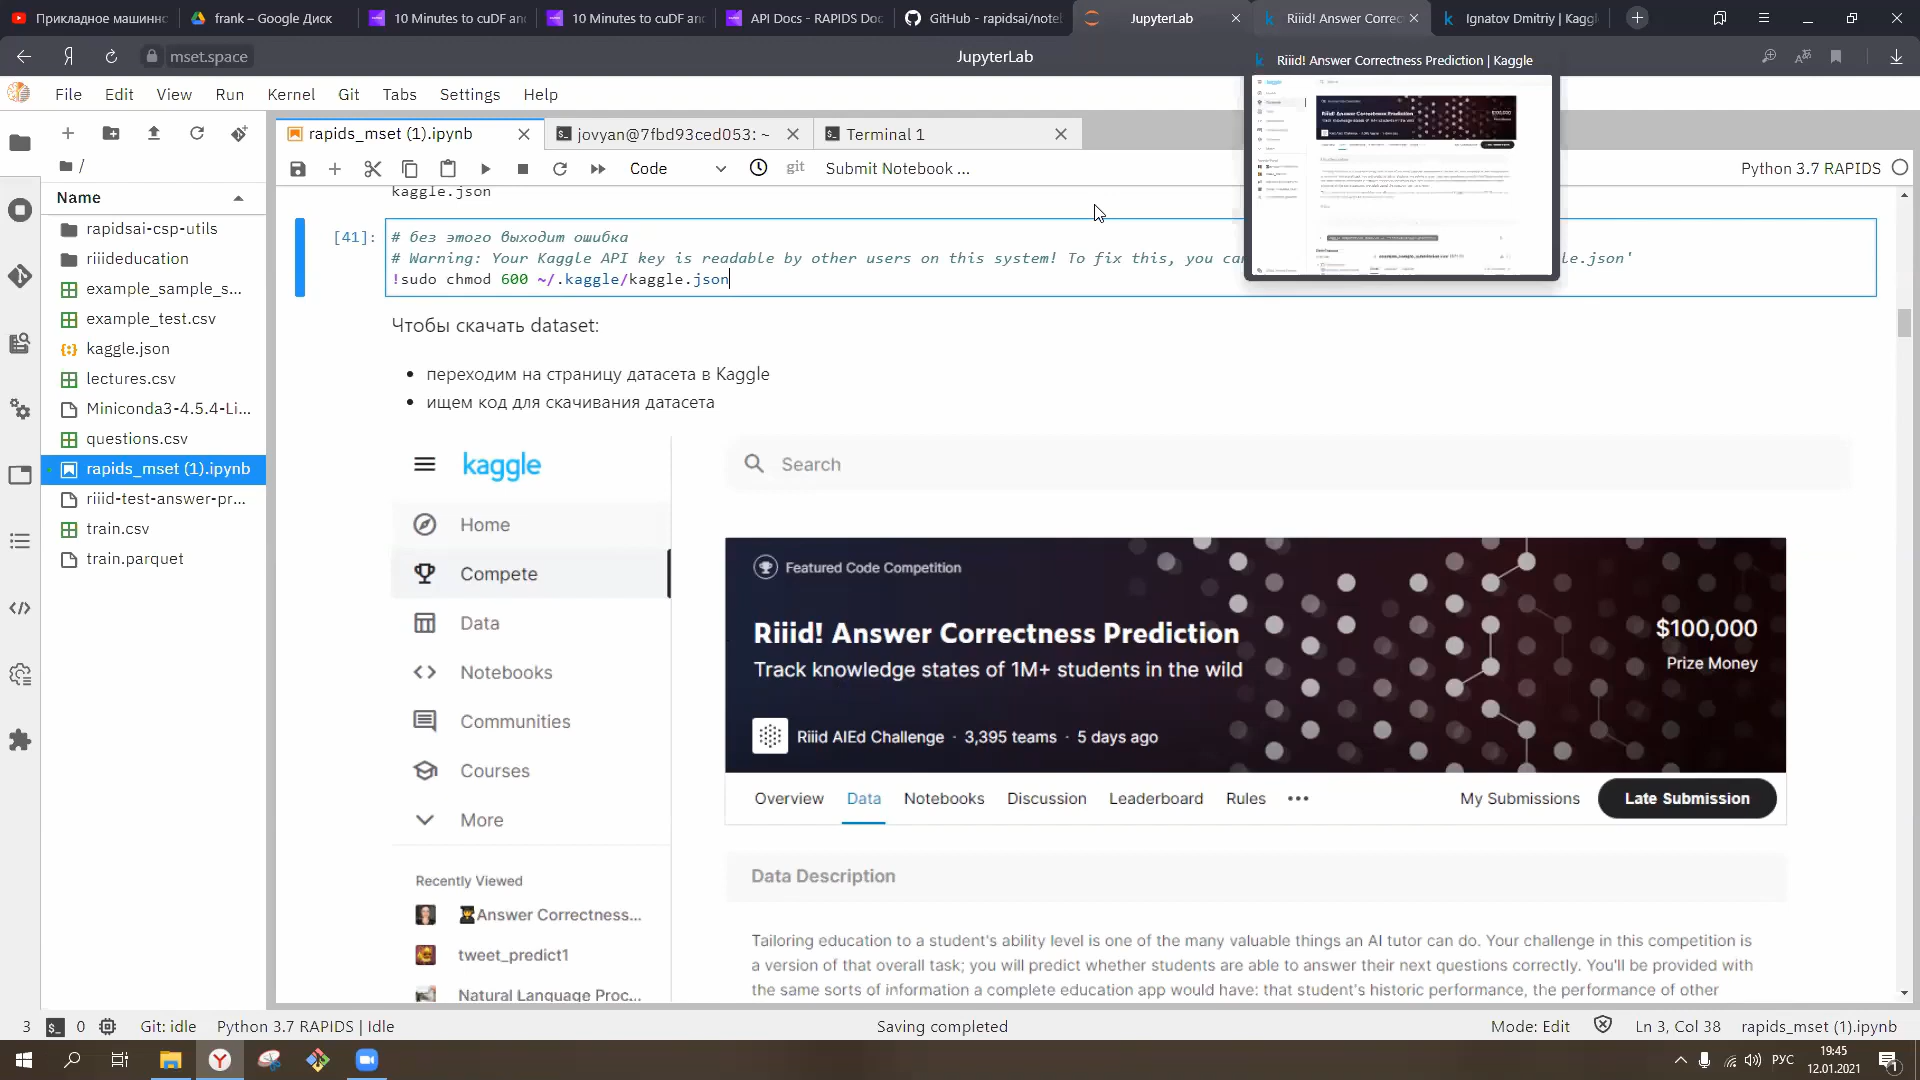 Прикладное машинно
frank – Google Диск
10 Minutes to cuDF an
10 Minutes to cuDF an
API Docs - RAPIDS Doc
GitHub - rapidsai/note
JupyterLab
Riiid! Answer Correc
Ignatov Dmitriy | Kaggl
mset.space
JupyterLab
Riiid! Answer Correctness Prediction | Kaggle
File Edit View Run Kernel Git Tabs Settings Help
rapids_mset (1).ipynb
jovyan@7fbd93ced053: ~
Terminal 1
Code
git
Submit Notebook ...
Python 3.7 RAPIDS
/
Name
rapidsai-csp-utils
riiideducation
example_sample_s...
example_test.csv
kaggle.json
lectures.csv
Miniconda3-4.5.4-Li...
questions.csv
rapids_mset (1).ipynb
riiid-test-answer-pr...
train.csv
train.parquet
kaggle.json
[41]:
# без этого выходит ошибка
# Warning: Your Kaggle API key is readable by other users on this system! To fix this, you can le.json'
!sudo chmod 600 ~/.kaggle/kaggle.json
Чтобы скачать dataset:
• переходим на страницу датасета в Kaggle
• ищем код для скачивания датасета
kaggle
Search
Home
Compete
Data
Notebooks
Communities
Courses
More
Recently Viewed
Answer Correctness...
tweet_predict1
Natural Language Proc...
Featured Code Competition
Riiid! Answer Correctness Prediction
Track knowledge states of 1M+ students in the wild
$100,000
Prize Money
Riiid AIEd Challenge · 3,395 teams · 5 days ago
Overview Data Notebooks Discussion Leaderboard Rules ••• My Submissions Late Submission
Data Description
Tailoring education to a student's ability level is one of the many valuable things an AI tutor can do. Your challenge in this competition is
a version of that overall task; you will predict whether students are able to answer their next questions correctly. You'll be provided with
the same sorts of information a complete education app would have: that student's historic performance, the performance of other
3 0 Git: idle Python 3.7 RAPIDS | Idle
Saving completed
Mode: Edit
Ln 3, Col 38
rapids_mset (1).ipynb
РУС
19:45
12.01.2021
1